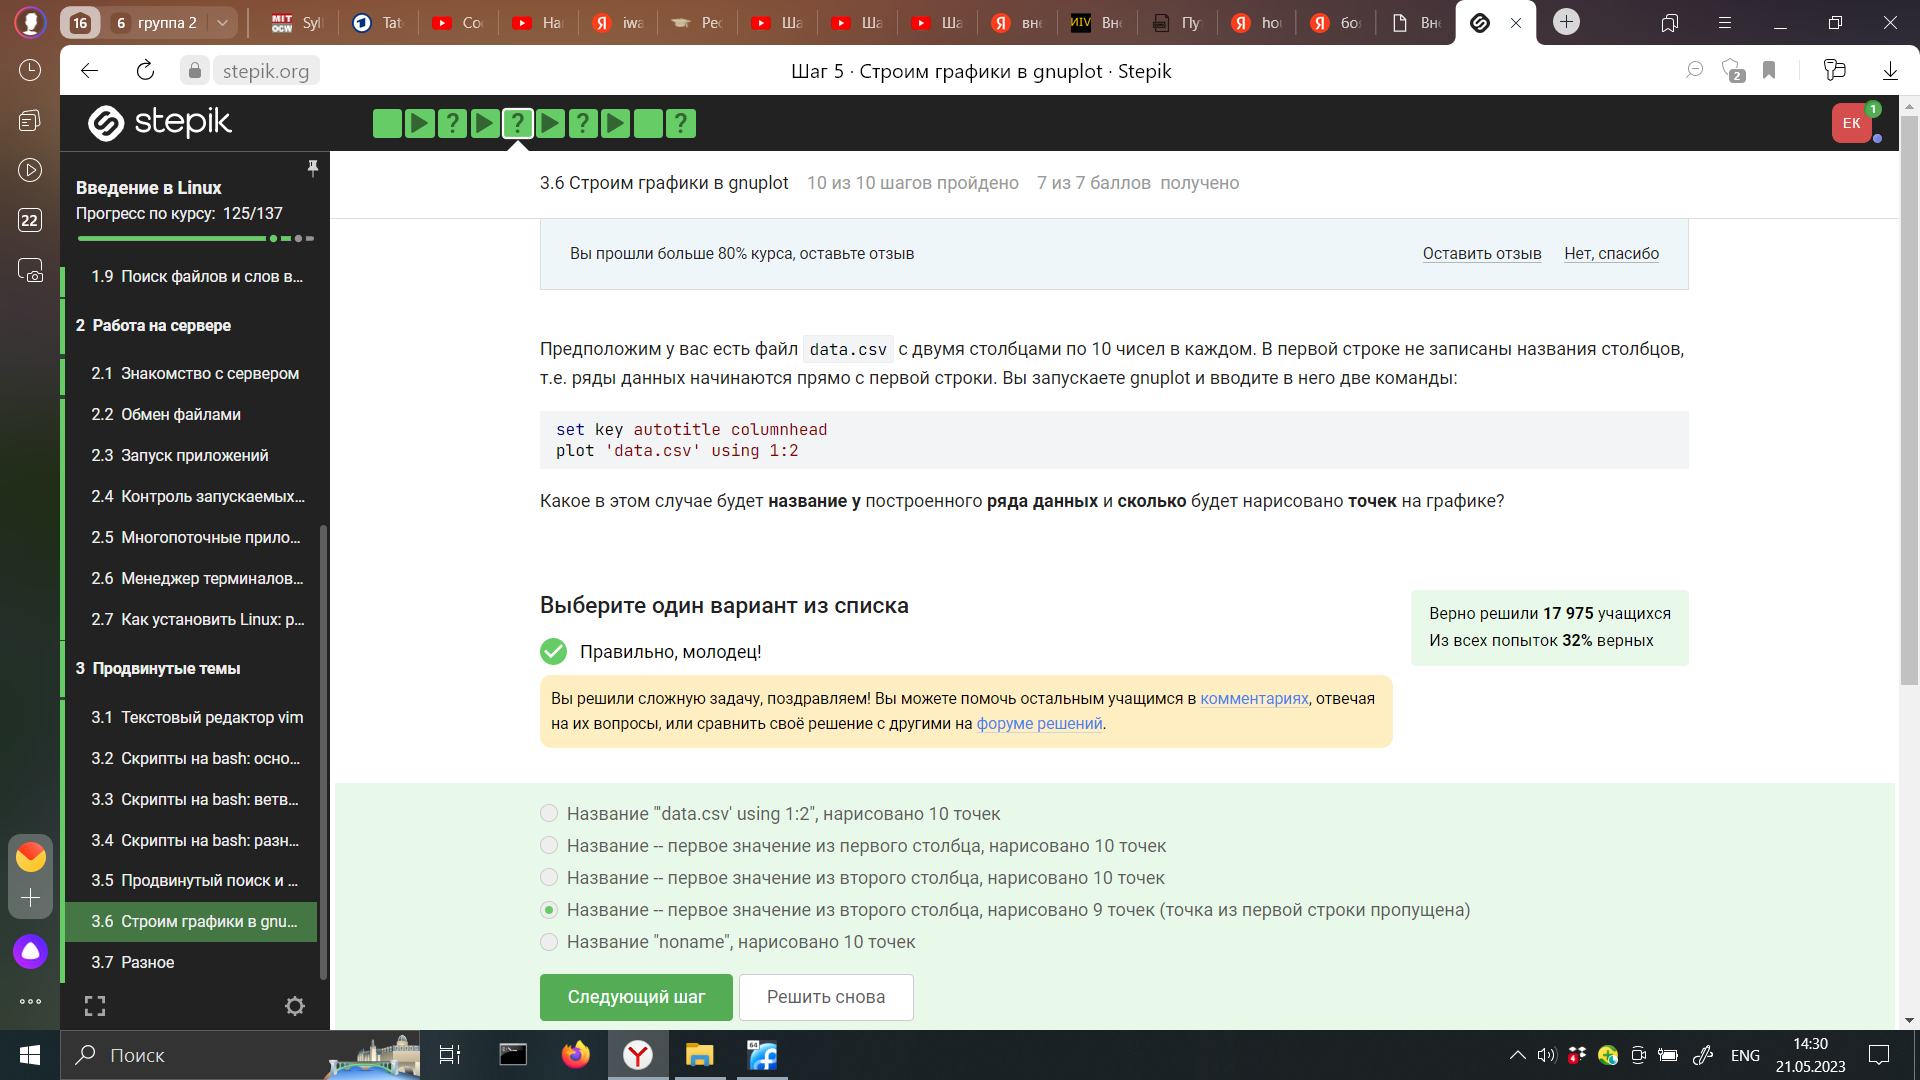 16
6 группа 2
MIT OCW Syl
Tat
Со
На
iwa
Рес
Ша
Ша
Ша
вне
Вне
Пу
hou
боя
Вне
stepik.org
Шаг 5 · Строим графики в gnuplot · Stepik
2
22
stepik
ЕК
1
Введение в Linux
Прогресс по курсу: 125/137
1.9 Поиск файлов и слов в...
2 Работа на сервере
2.1 Знакомство с сервером
2.2 Обмен файлами
2.3 Запуск приложений
2.4 Контроль запускаемых...
2.5 Многопоточные прило...
2.6 Менеджер терминалов...
2.7 Как установить Linux: р...
3 Продвинутые темы
3.1 Текстовый редактор vim
3.2 Скрипты на bash: осно...
3.3 Скрипты на bash: ветв...
3.4 Скрипты на bash: разн...
3.5 Продвинутый поиск и ...
3.6 Строим графики в gnu...
3.7 Разное
3.6 Строим графики в gnuplot 10 из 10 шагов пройдено 7 из 7 баллов получено
Вы прошли больше 80% курса, оставьте отзыв Оставить отзыв Нет, спасибо
Предположим у вас есть файл data.csv с двумя столбцами по 10 чисел в каждом. В первой строке не записаны названия столбцов,
т.е. ряды данных начинаются прямо с первой строки. Вы запускаете gnuplot и вводите в него две команды:
set key autotitle columnhead
plot 'data.csv' using 1:2
Какое в этом случае будет название у построенного ряда данных и сколько будет нарисовано точек на графике?
Выберите один вариант из списка
Верно решили 17 975 учащихся
Из всех попыток 32% верных
Правильно, молодец!
Вы решили сложную задачу, поздравляем! Вы можете помочь остальным учащимся в комментариях, отвечая
на их вопросы, или сравнить своё решение с другими на форуме решений.
Название "'data.csv' using 1:2", нарисовано 10 точек
Название -- первое значение из первого столбца, нарисовано 10 точек
Название -- первое значение из второго столбца, нарисовано 10 точек
Название -- первое значение из второго столбца, нарисовано 9 точек (точка из первой строки пропущена)
Название "noname", нарисовано 10 точек
Следующий шаг Решить снова
Поиск
64
4
ENG
14:30
21.05.2023